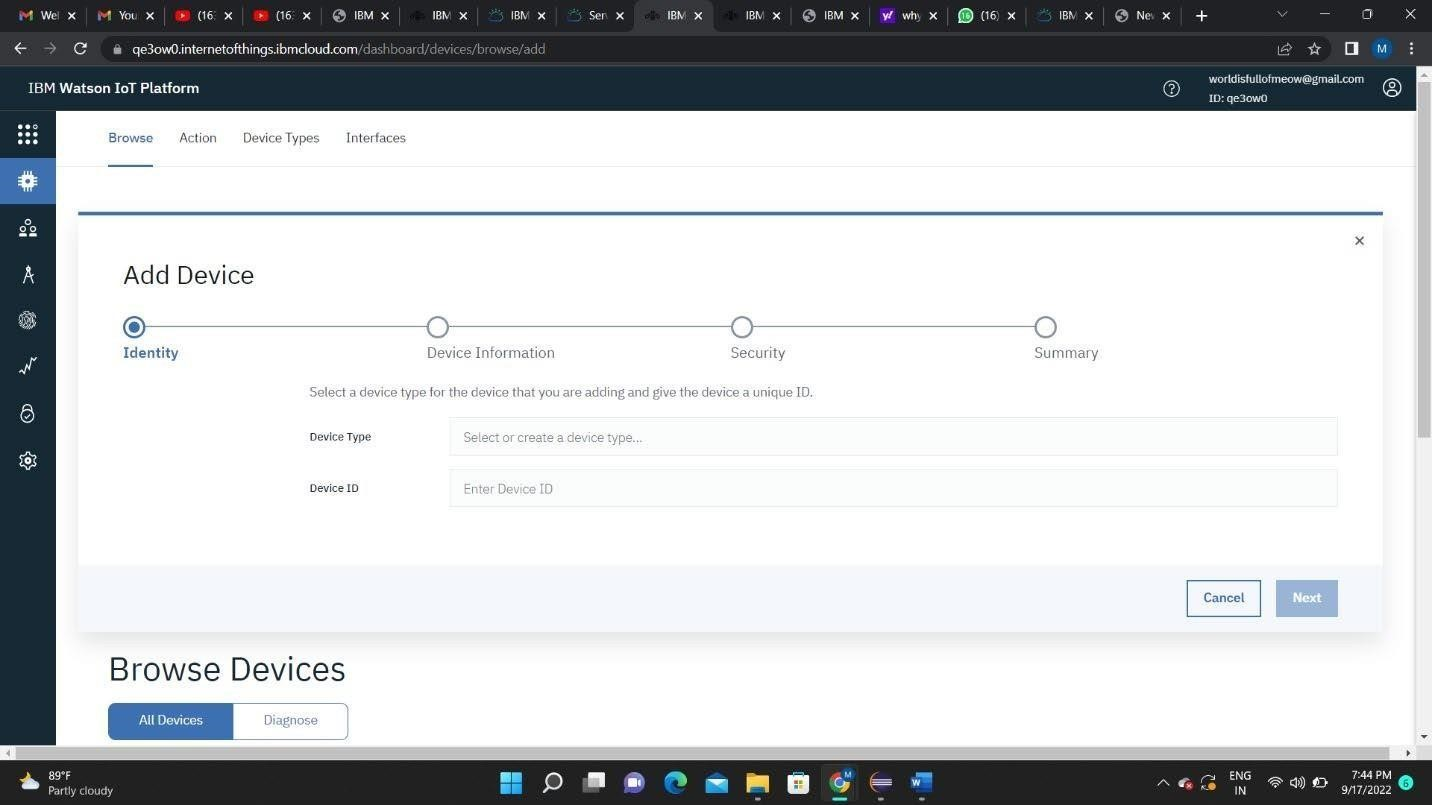 Wel
You
(16
(16
IBM
IBM
IBM
Ser
IBM
IBM
IBM
why
(16)
IBM
Ne
qe3ow0.internetofthings.ibmcloud.com/dashboard/devices/browse/add
M
IBM Watson IoT Platform
worldisfullofmeow@gmail.com
ID: qe3ow0
Browse Action Device Types Interfaces
Add Device
Identity Device Information Security Summary
Select a device type for the device that you are adding and give the device a unique ID.
Device Type Select or create a device type...
Device ID Enter Device ID
Cancel Next
Browse Devices
All Devices Diagnose
89°F
Partly cloudy
ENG
IN
7:44 PM
9/17/2022
6